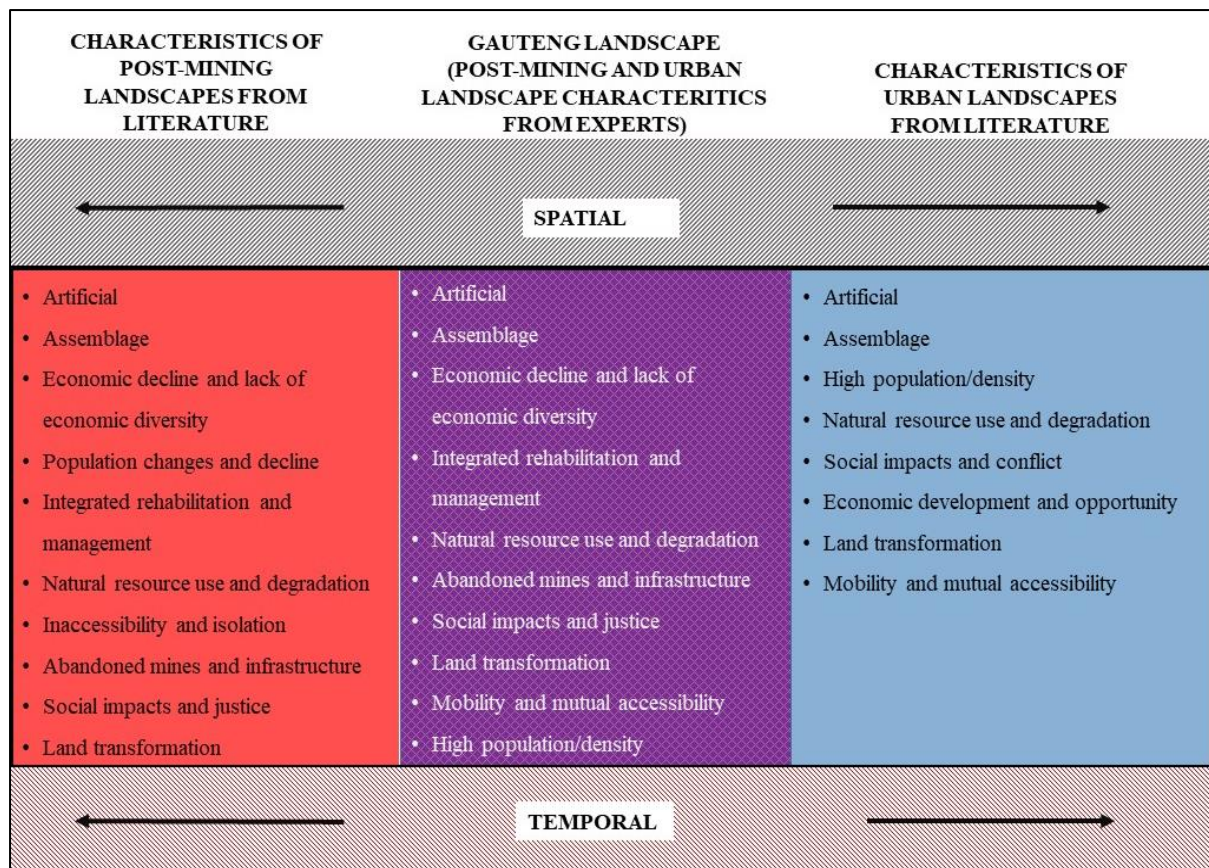 CHARACTERISTICS OF
POST-MINING
LANDSCAPES FROM
LITERATURE
GAUTENG LANDSCAPE
(POST-MINING AND URBAN
LANDSCAPE CHARACTERITICS
FROM EXPERTS)
CHARACTERISTICS OF
URBAN LANDSCAPES
FROM LITERATURE
SPATIAL
• Artificial
• Assemblage
• Economic decline and lack of
economic diversity
• Population changes and decline
• Integrated rehabilitation and
management
• Natural resource use and degradation
• Inaccessibility and isolation
• Abandoned mines and infrastructure
• Social impacts and justice
• Land transformation
• Artificial
• Assemblage
• Economic decline and lack of
economic diversity
• Integrated rehabilitation and
management
• Natural resource use and degradation
• Abandoned mines and infrastructure
• Social impacts and justice
• Land transformation
• Mobility and mutual accessibility
• High population/density
• Artificial
• Assemblage
• High population/density
• Natural resource use and degradation
• Social impacts and conflict
• Economic development and opportunity
• Land transformation
• Mobility and mutual accessibility
TEMPORAL